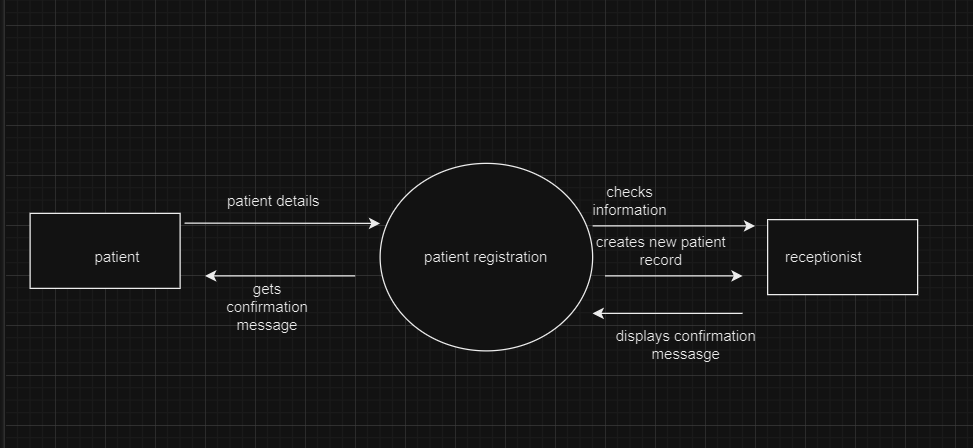 patient
patient details
gets
confirmation
message
patient registration
checks
information
creates new patient
record
displays confirmation
messasge
receptionist